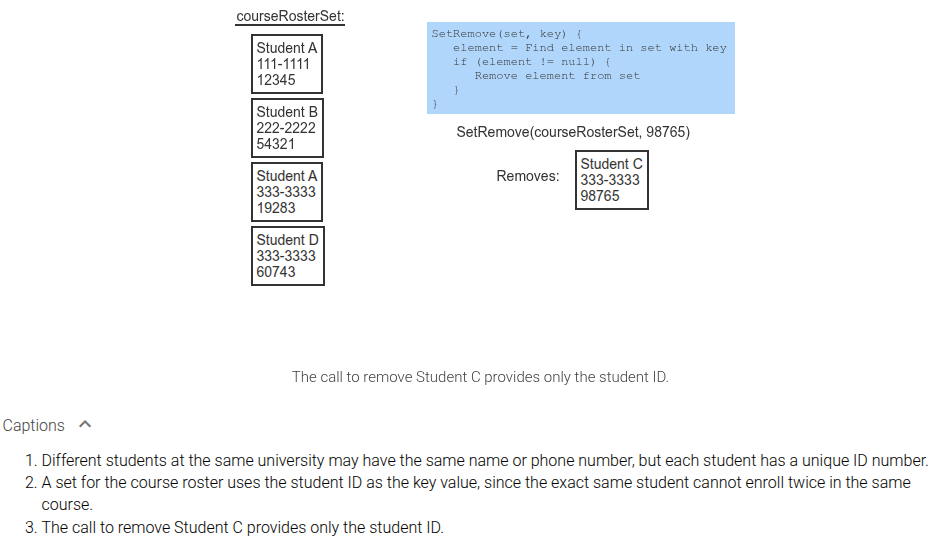 courseRosterSet:
Student A
111-1111
12345
Student B
222-2222
54321
Student A
333-3333
19283
Student D
333-3333
60743
SetRemove(set, key) {
   element = Find element in set with key
   if (element != null) {
      Remove element from set
   }
}
SetRemove(courseRosterSet, 98765)
Removes:
Student C
333-3333
98765
The call to remove Student C provides only the student ID.
Captions
1. Different students at the same university may have the same name or phone number, but each student has a unique ID number.
2. A set for the course roster uses the student ID as the key value, since the exact same student cannot enroll twice in the same
course.
3. The call to remove Student C provides only the student ID.